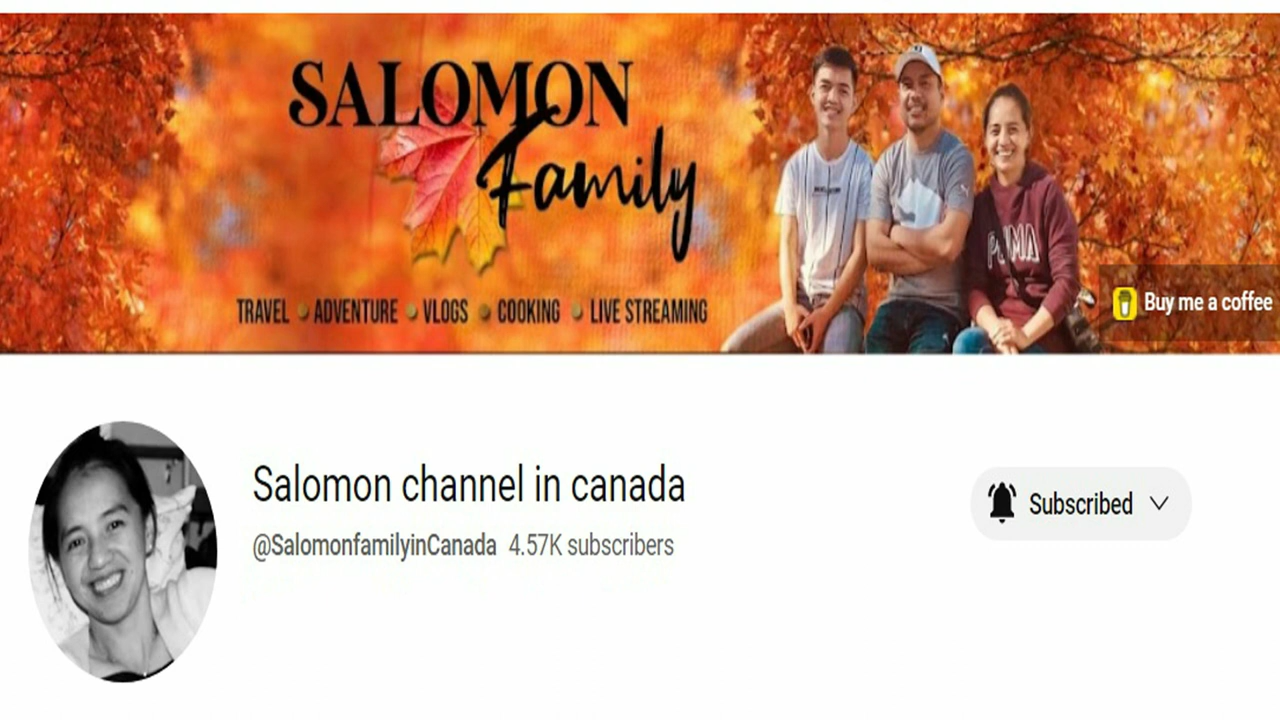 SALOMON
Family
TRAVEL • ADVENTURE • VLOGS • COOKING • LIVE STREAMING
PUMA
Buy me a coffee
Salomon channel in canada
@SalomonfamilyinCanada 4.57K subscribers
Subscribed